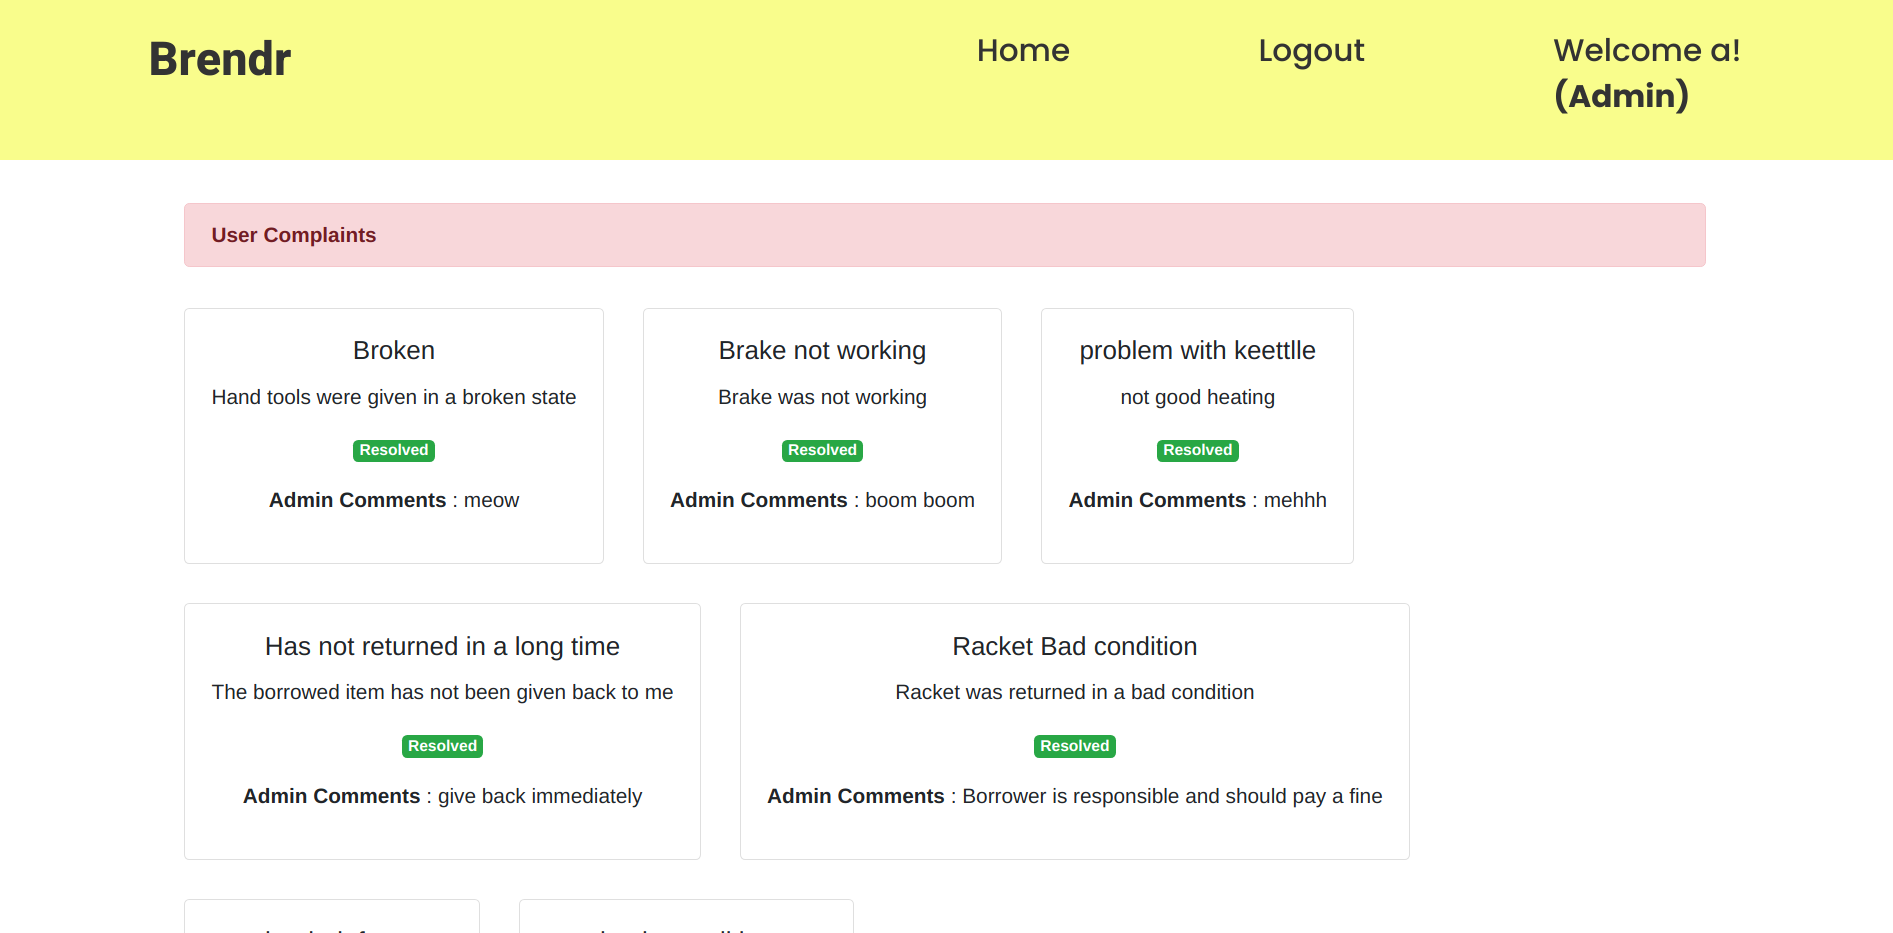 Brendr
Home
Logout
Welcome a!
(Admin)
User Complaints
Broken
Hand tools were given in a broken state
Resolved
Admin Comments : meow
Brake not working
Brake was not working
Resolved
Admin Comments : boom boom
problem with keettlle
not good heating
Resolved
Admin Comments : mehhh
Has not returned in a long time
The borrowed item has not been given back to me
Resolved
Admin Comments : give back immediately
Racket Bad condition
Racket was returned in a bad condition
Resolved
Admin Comments : Borrower is responsible and should pay a fine